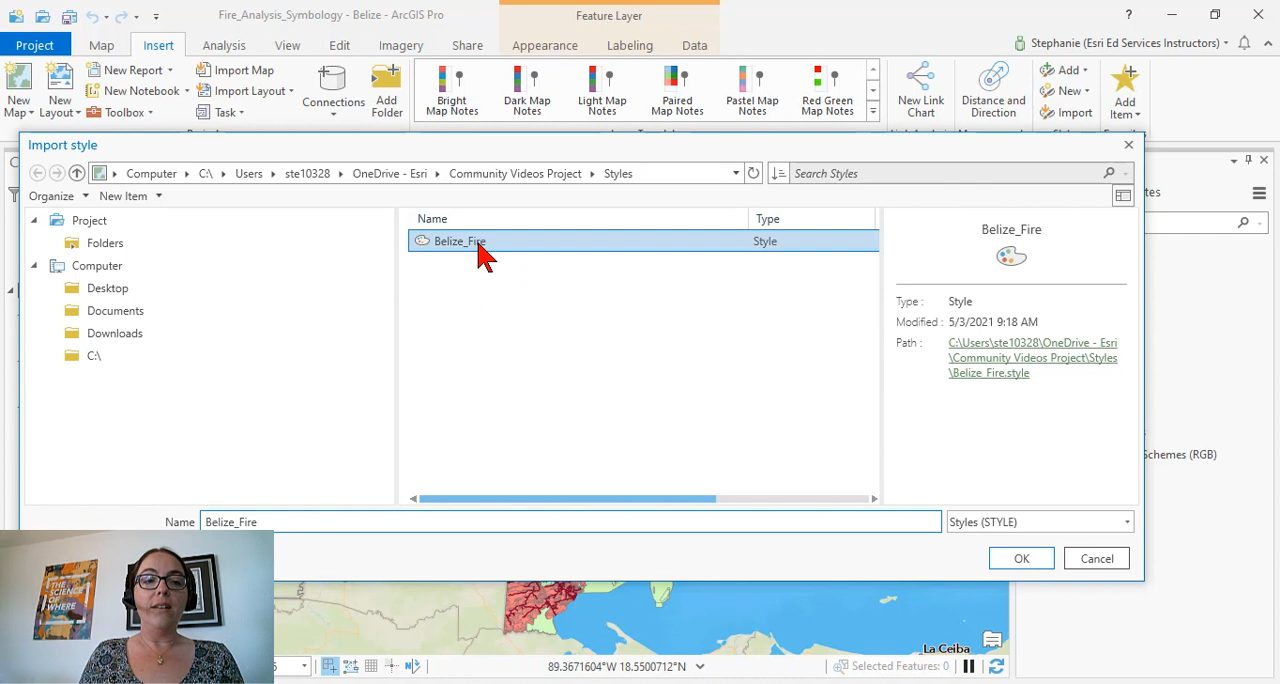 Fire_Analysis_Symbology - Belize - ArcGIS Pro
Feature Layer
?
Project
Map
Insert
Analysis
View
Edit
Imagery
Share
Appearance
Labeling
Data
Stephanie (Esri Ed Services Instructors)
New Map
New Layout
New Report
New Notebook
Toolbox
Import Map
Import Layout
Task
Connections
Add Folder
Bright Map Notes
Dark Map Notes
Light Map Notes
Paired Map Notes
Pastel Map Notes
Red Green Map Notes
New Link Chart
Distance and Direction
Add
New
Import
Add Item
Import style
Computer
C:\
Users
ste10328
OneDrive - Esri
Community Videos Project
Styles
Search Styles
Organize
New Item
Project
Folders
Computer
Desktop
Documents
Downloads
C:\
Name
Type
Belize_Fire
Style
Belize_Fire
Type :
Style
Modified :
5/3/2021 9:18 AM
Path :
C:\Users\ste10328\OneDrive - Esri
\Community Videos Project\Styles
\Belize_Fire.style
tes
Schemes (RGB)
Name
Belize_Fire
Styles (STYLE)
OK
Cancel
THE
SCIENCE
OF
WHERE
La Ceiba
89.3671604°W 18.5500712°N
Selected Features: 0